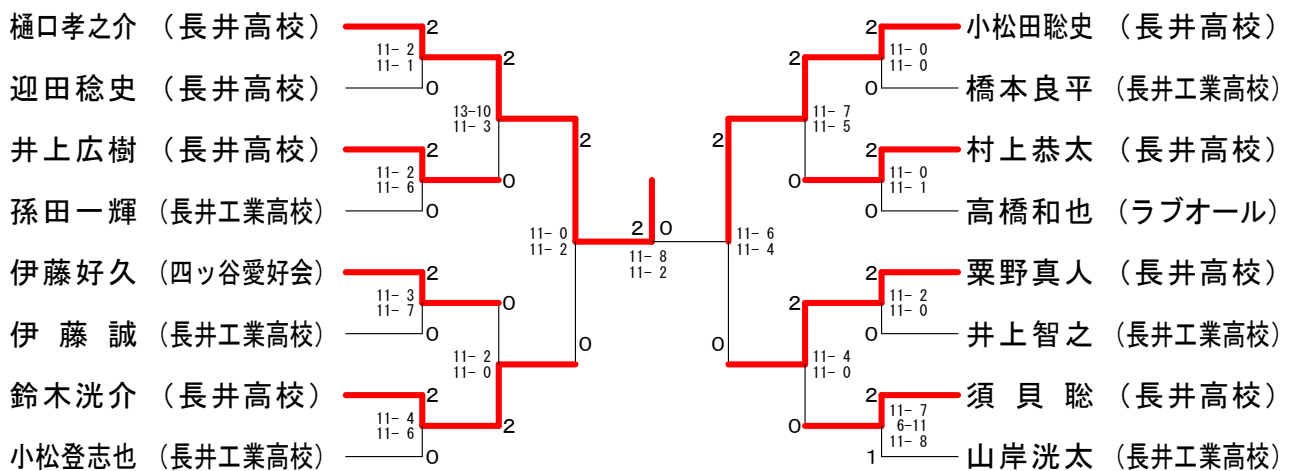 樋口孝之介 (長井高校) 2 2 小松田聡史 (長井高校)
11- 2 2 2 11- 0
11- 1 11- 0
迎田稔史 (長井高校) 0 0 橋本良平 (長井工業高校)
13-10 11- 7
11- 3 2 2 11- 5
井上広樹 (長井高校) 2 2 村上恭太 (長井高校)
11- 2 0 0 11- 0
11- 6 11- 1
孫田一輝 (長井工業高校) 0 0 高橋和也 (ラブオール)
11- 0 2 0 11- 6
11- 2 11- 8 11- 4
11- 2
伊藤好久 (四ッ谷愛好会) 2 2 粟野真人 (長井高校)
11- 3 0 2 11- 2
11- 7 11- 0
伊藤誠 (長井工業高校) 0 0 井上智之 (長井工業高校)
11- 2 0 0 11- 4
11- 0 11- 0
鈴木洸介 (長井高校) 2 2 須貝聡 (長井高校)
11- 4 2 0 11- 7
11- 6 6-11
11- 8
小松登志也 (長井工業高校) 0 1 山岸洸太 (長井工業高校)